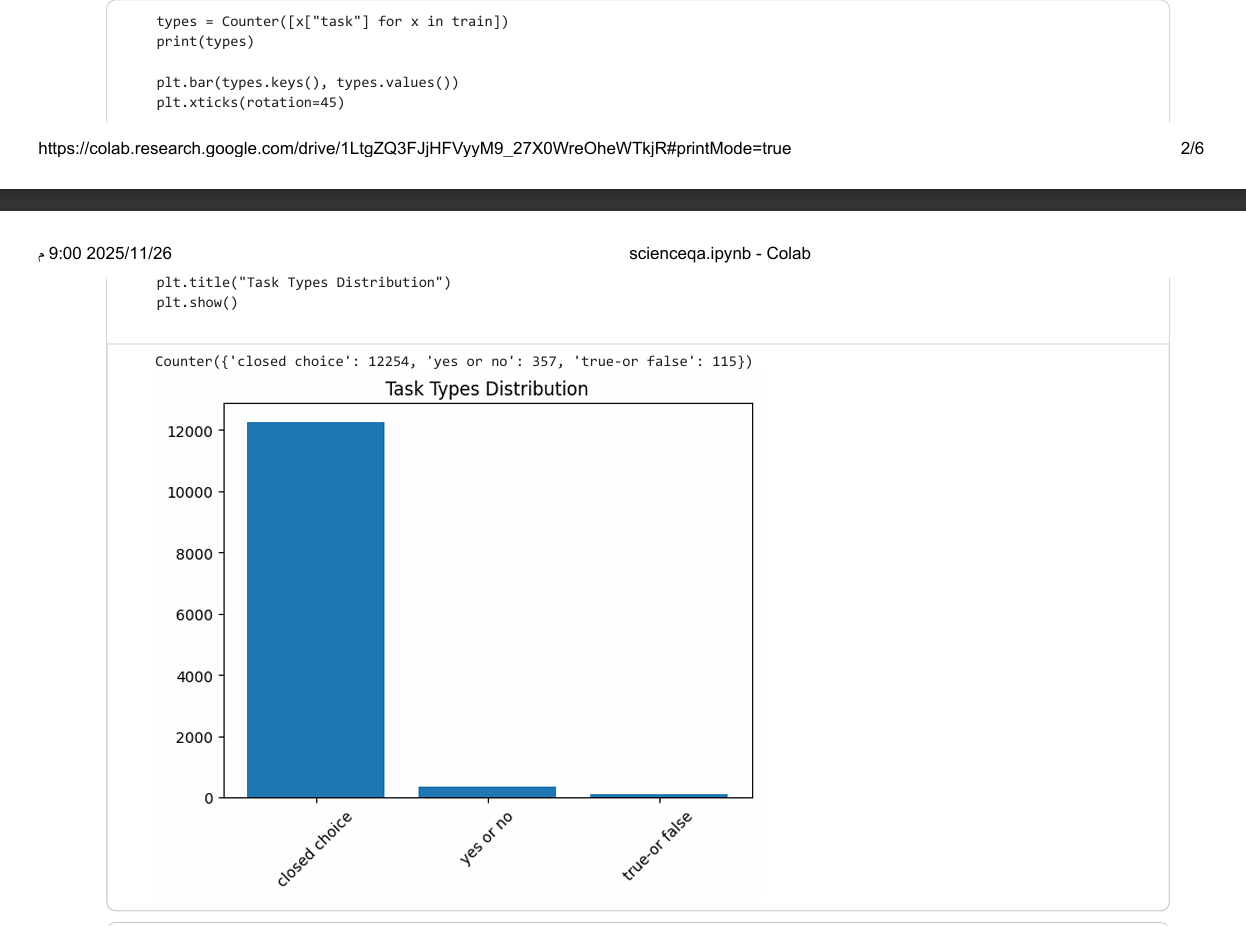 types = Counter([x["task"] for x in train])
print(types)
plt.bar(types.keys(), types.values())
plt.xticks(rotation=45)
https://colab.research.google.com/drive/1LtgZQ3FJjHFVyyM9_27X0WreOheWTkjR#printMode=true 2/6
2025/11/26 9:00 م scienceqa.ipynb - Colab
plt.title("Task Types Distribution")
plt.show()
Counter({'closed choice': 12254, 'yes or no': 357, 'true-or false': 115})
Task Types Distribution
12000
10000
8000
6000
4000
2000
0
closed choice yes or no true-or false